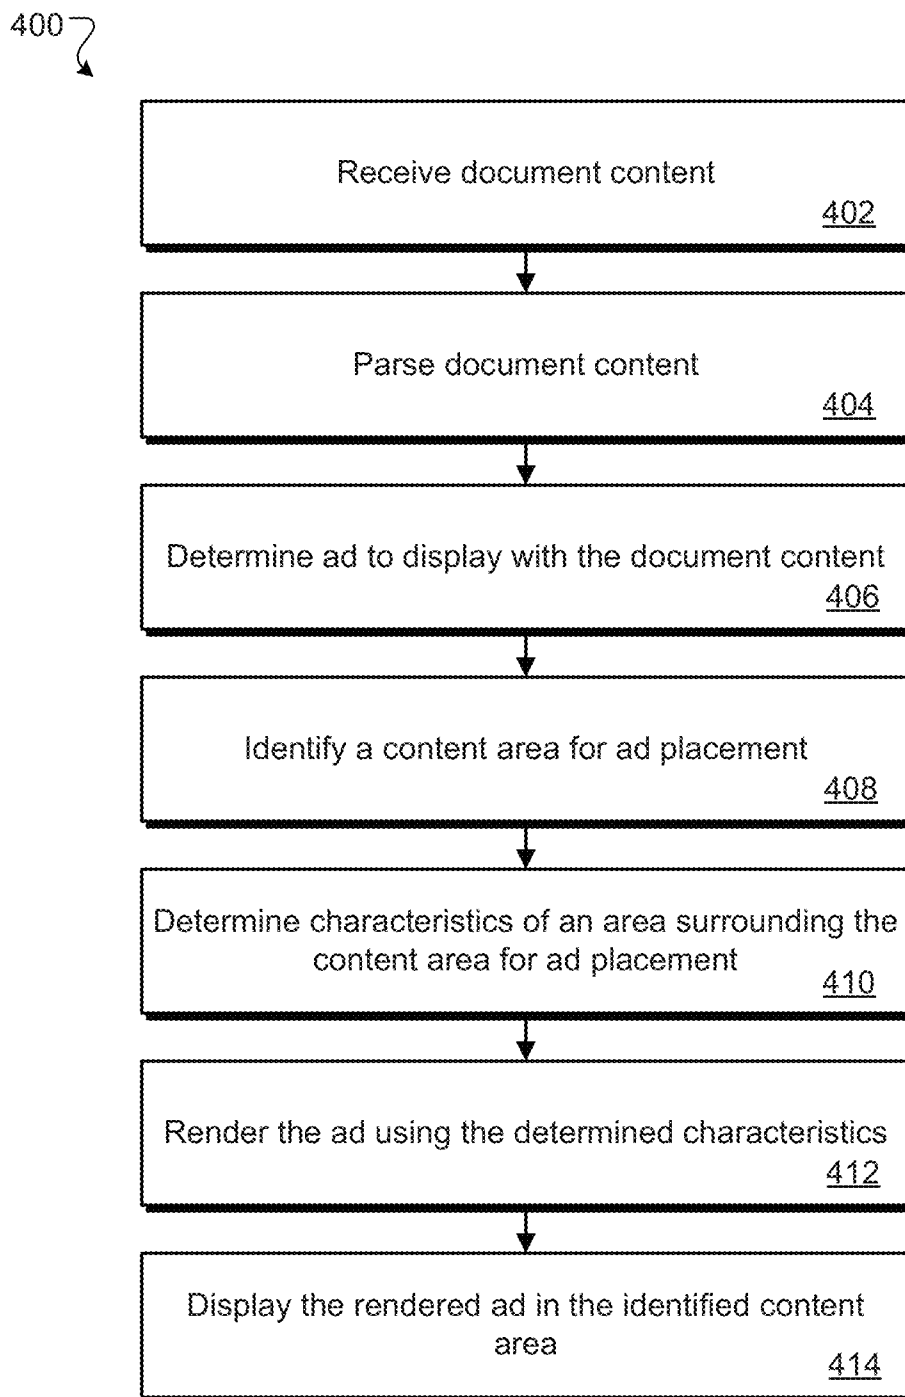 400
Receive document content
402
Parse document content
404
Determine ad to display with the document content
406
Identify a content area for ad placement
408
Determine characteristics of an area surrounding the
content area for ad placement
410
Render the ad using the determined characteristics
412
Display the rendered ad in the identified content
area
414